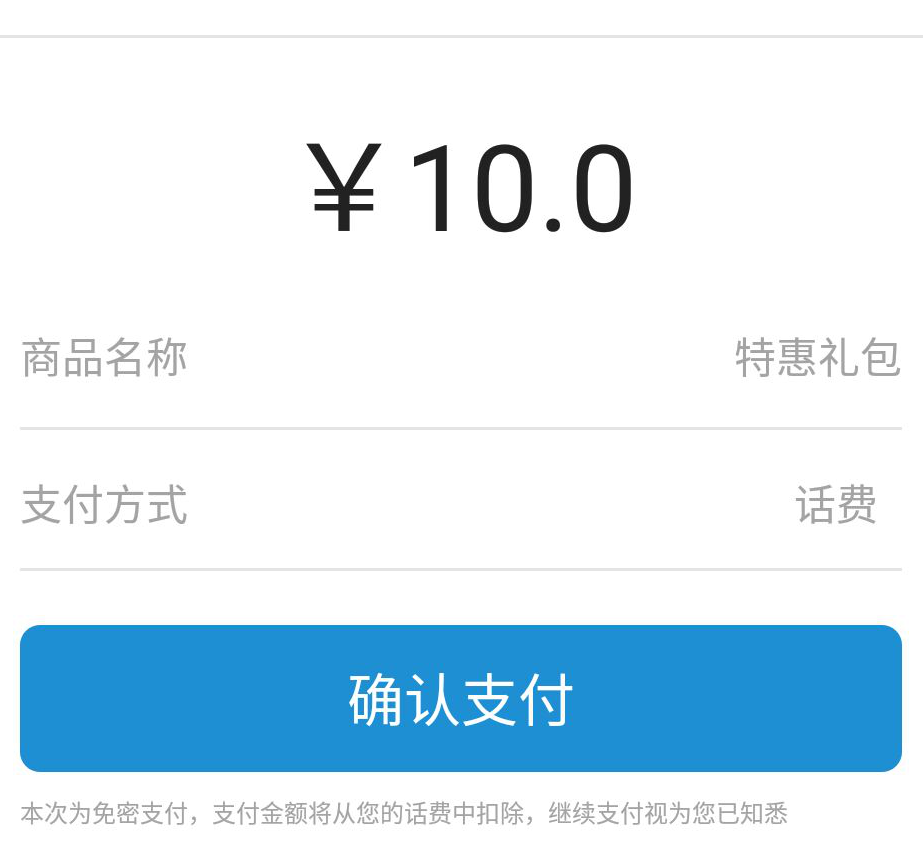 ¥10.0
商品名称 特惠礼包
支付方式 话费
确认支付
本次为免密支付，支付金额将从您的话费中扣除，继续支付视为您已知悉